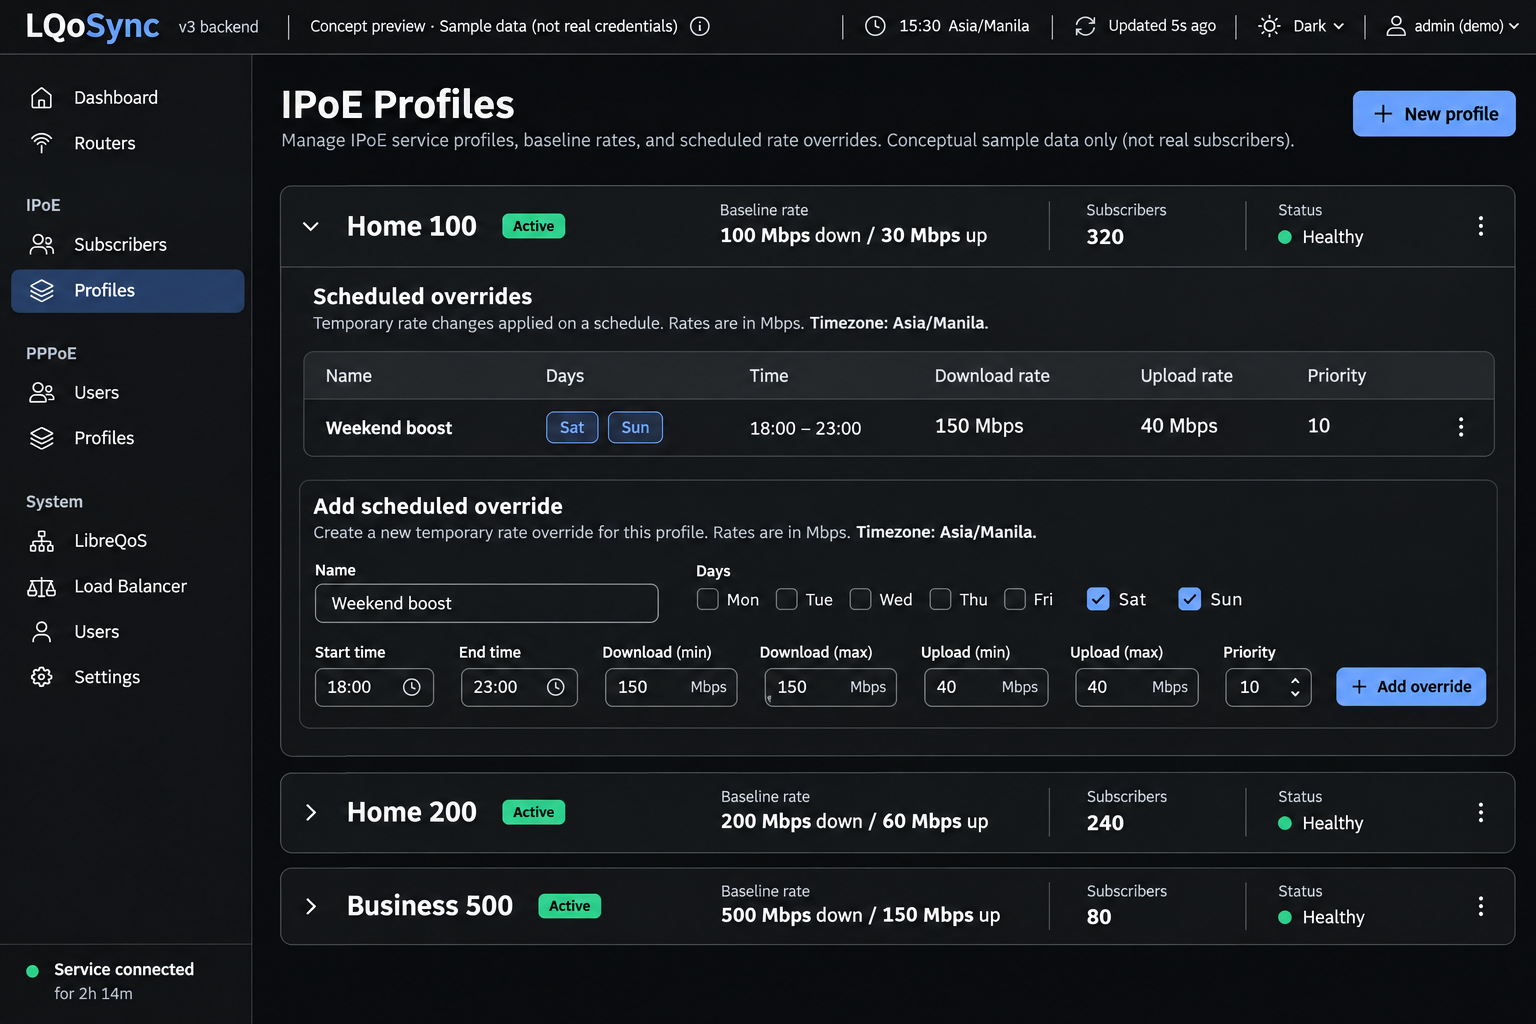 LQoSync v3 backend Concept preview · Sample data (not real credentials) 15:30 Asia/Manila Updated 5s ago Dark admin (demo)
Dashboard
Routers
IPoE
Subscribers
Profiles
PPPoE
Users
Profiles
System
LibreQoS
Load Balancer
Users
Settings
Service connected
for 2h 14m
IPoE Profiles
Manage IPoE service profiles, baseline rates, and scheduled rate overrides. Conceptual sample data only (not real subscribers).
+ New profile
Home 100 Active
Baseline rate
100 Mbps down / 30 Mbps up
Subscribers
320
Status
Healthy
Scheduled overrides
Temporary rate changes applied on a schedule. Rates are in Mbps. Timezone: Asia/Manila.
Name Days Time Download rate Upload rate Priority
Weekend boost Sat Sun 18:00 – 23:00 150 Mbps 40 Mbps 10
Add scheduled override
Create a new temporary rate override for this profile. Rates are in Mbps. Timezone: Asia/Manila.
Name
Weekend boost
Days
Mon Tue Wed Thu Fri Sat Sun
Start time End time Download (min) Download (max) Upload (min) Upload (max) Priority
18:00 23:00 150 Mbps 150 Mbps 40 Mbps 40 Mbps 10 + Add override
Home 200 Active
Baseline rate
200 Mbps down / 60 Mbps up
Subscribers
240
Status
Healthy
Business 500 Active
Baseline rate
500 Mbps down / 150 Mbps up
Subscribers
80
Status
Healthy